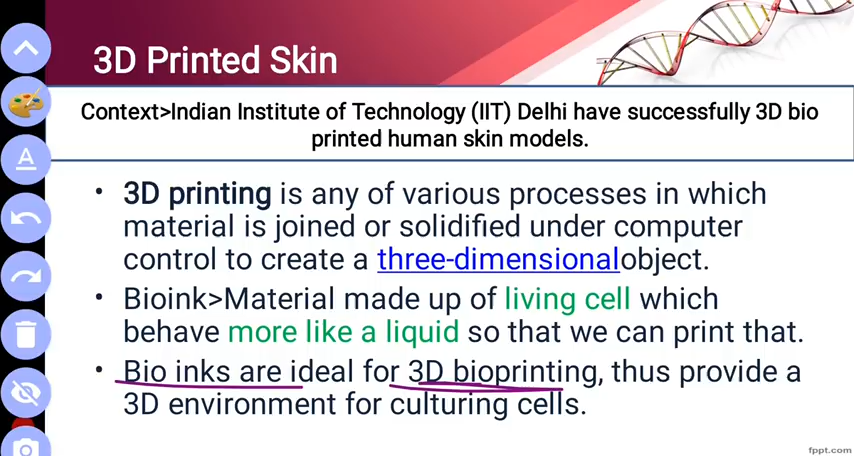 3D Printed Skin
Context>Indian Institute of Technology (IIT) Delhi have successfully 3D bio
printed human skin models.
• 3D printing is any of various processes in which
material is joined or solidified under computer
control to create a three-dimensionalobject.
• Bioink>Material made up of living cell which
behave more like a liquid so that we can print that.
• Bio inks are ideal for 3D bioprinting, thus provide a
3D environment for culturing cells.
A
fppt.com